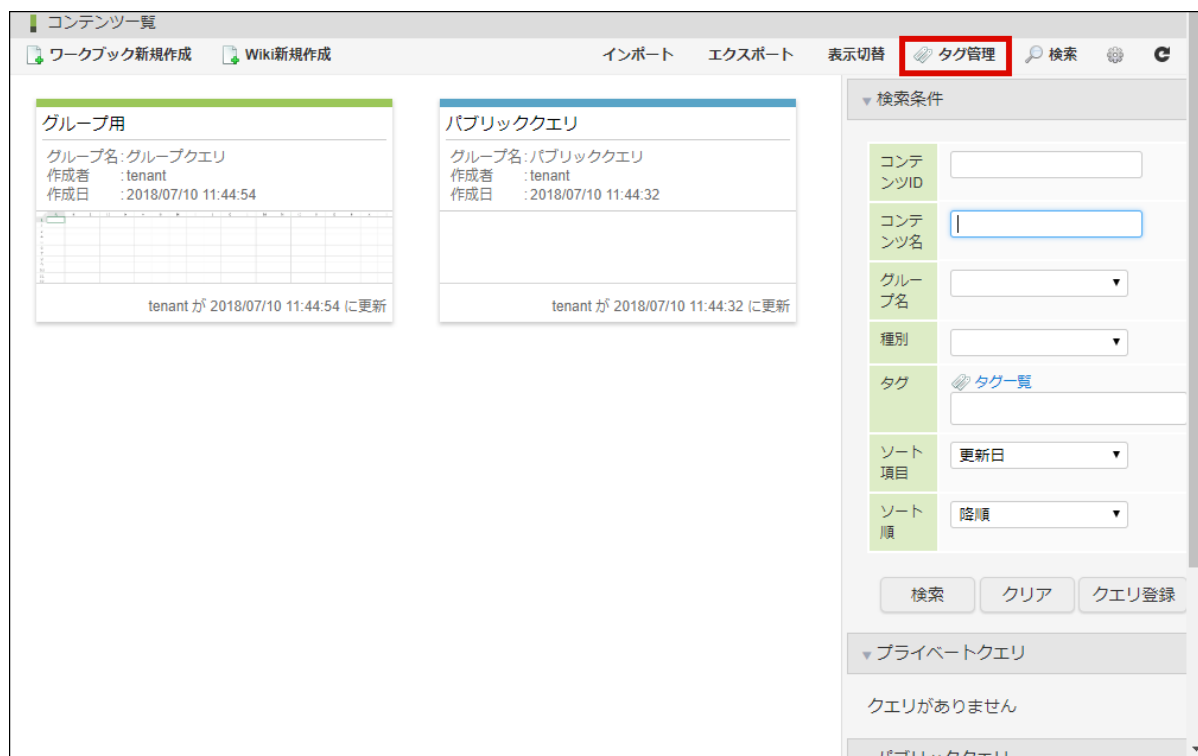 コンテンツ一覧
ワークブック新規作成 Wiki新規作成 インポート エクスポート 表示切替 タグ管理 検索
グループ用
グループ名:グループクエリ
作成者 :tenant
作成日 :2018/07/10 11:44:54
tenant が 2018/07/10 11:44:54 に更新
パブリッククエリ
グループ名:パブリッククエリ
作成者 :tenant
作成日 :2018/07/10 11:44:32
tenant が 2018/07/10 11:44:32 に更新
検索条件
コンテ
ンツID
コンテ
ンツ名
グルー
プ名
種別
タグ タグ一覧
ソート
項目 更新日
ソート
順 降順
検索 クリア クエリ登録
プライベートクエリ
クエリがありません
パブリッククエリ